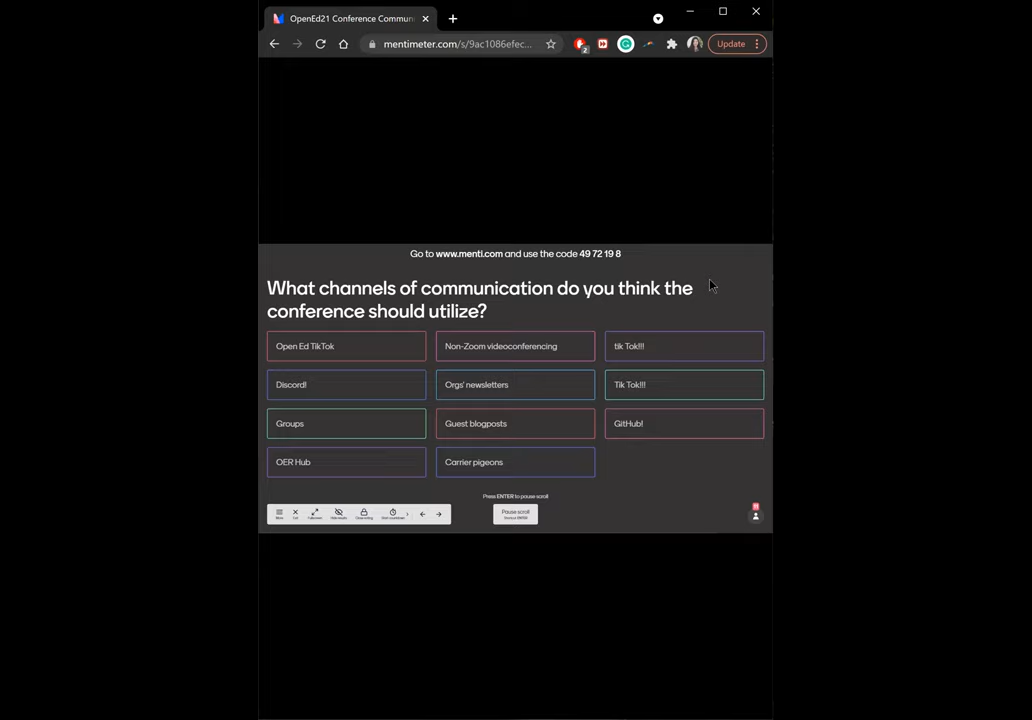 OpenEd21 Conference Commun
mentimeter.com/s/9ac1086efec...
2
Update
Go to www.menti.com and use the code 49 72 19 8
What channels of communication do you think the
conference should utilize?
Open Ed TikTok
Non-Zoom videoconferencing
tik Tok!!!
Discord!
Orgs' newsletters
Tik Tok!!!
Groups
Guest blogposts
GitHub!
OER Hub
Carrier pigeons
Press ENTER to pause scroll
Pause scroll